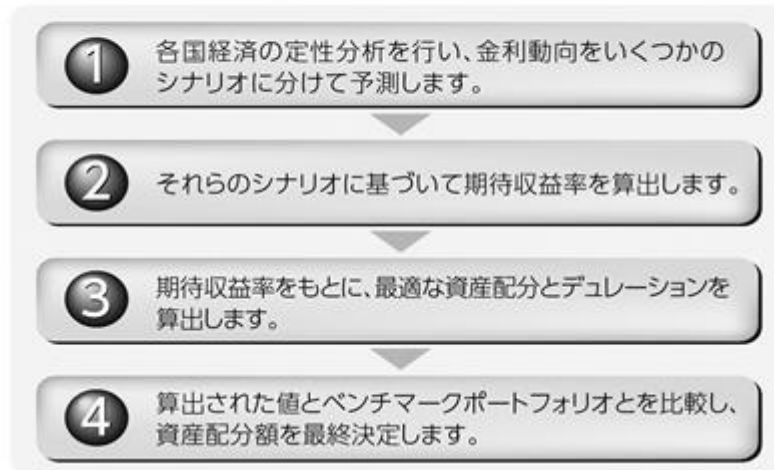 1 各国経済の定性分析を行い、金利動向をいくつかの
シナリオに分けて予測します。
2 それらのシナリオに基づいて期待収益率を算出します。
3 期待収益率をもとに、最適な資産配分とデュレーションを
算出します。
4 算出された値とベンチマークポートフォリオとを比較し、
資産配分額を最終決定します。